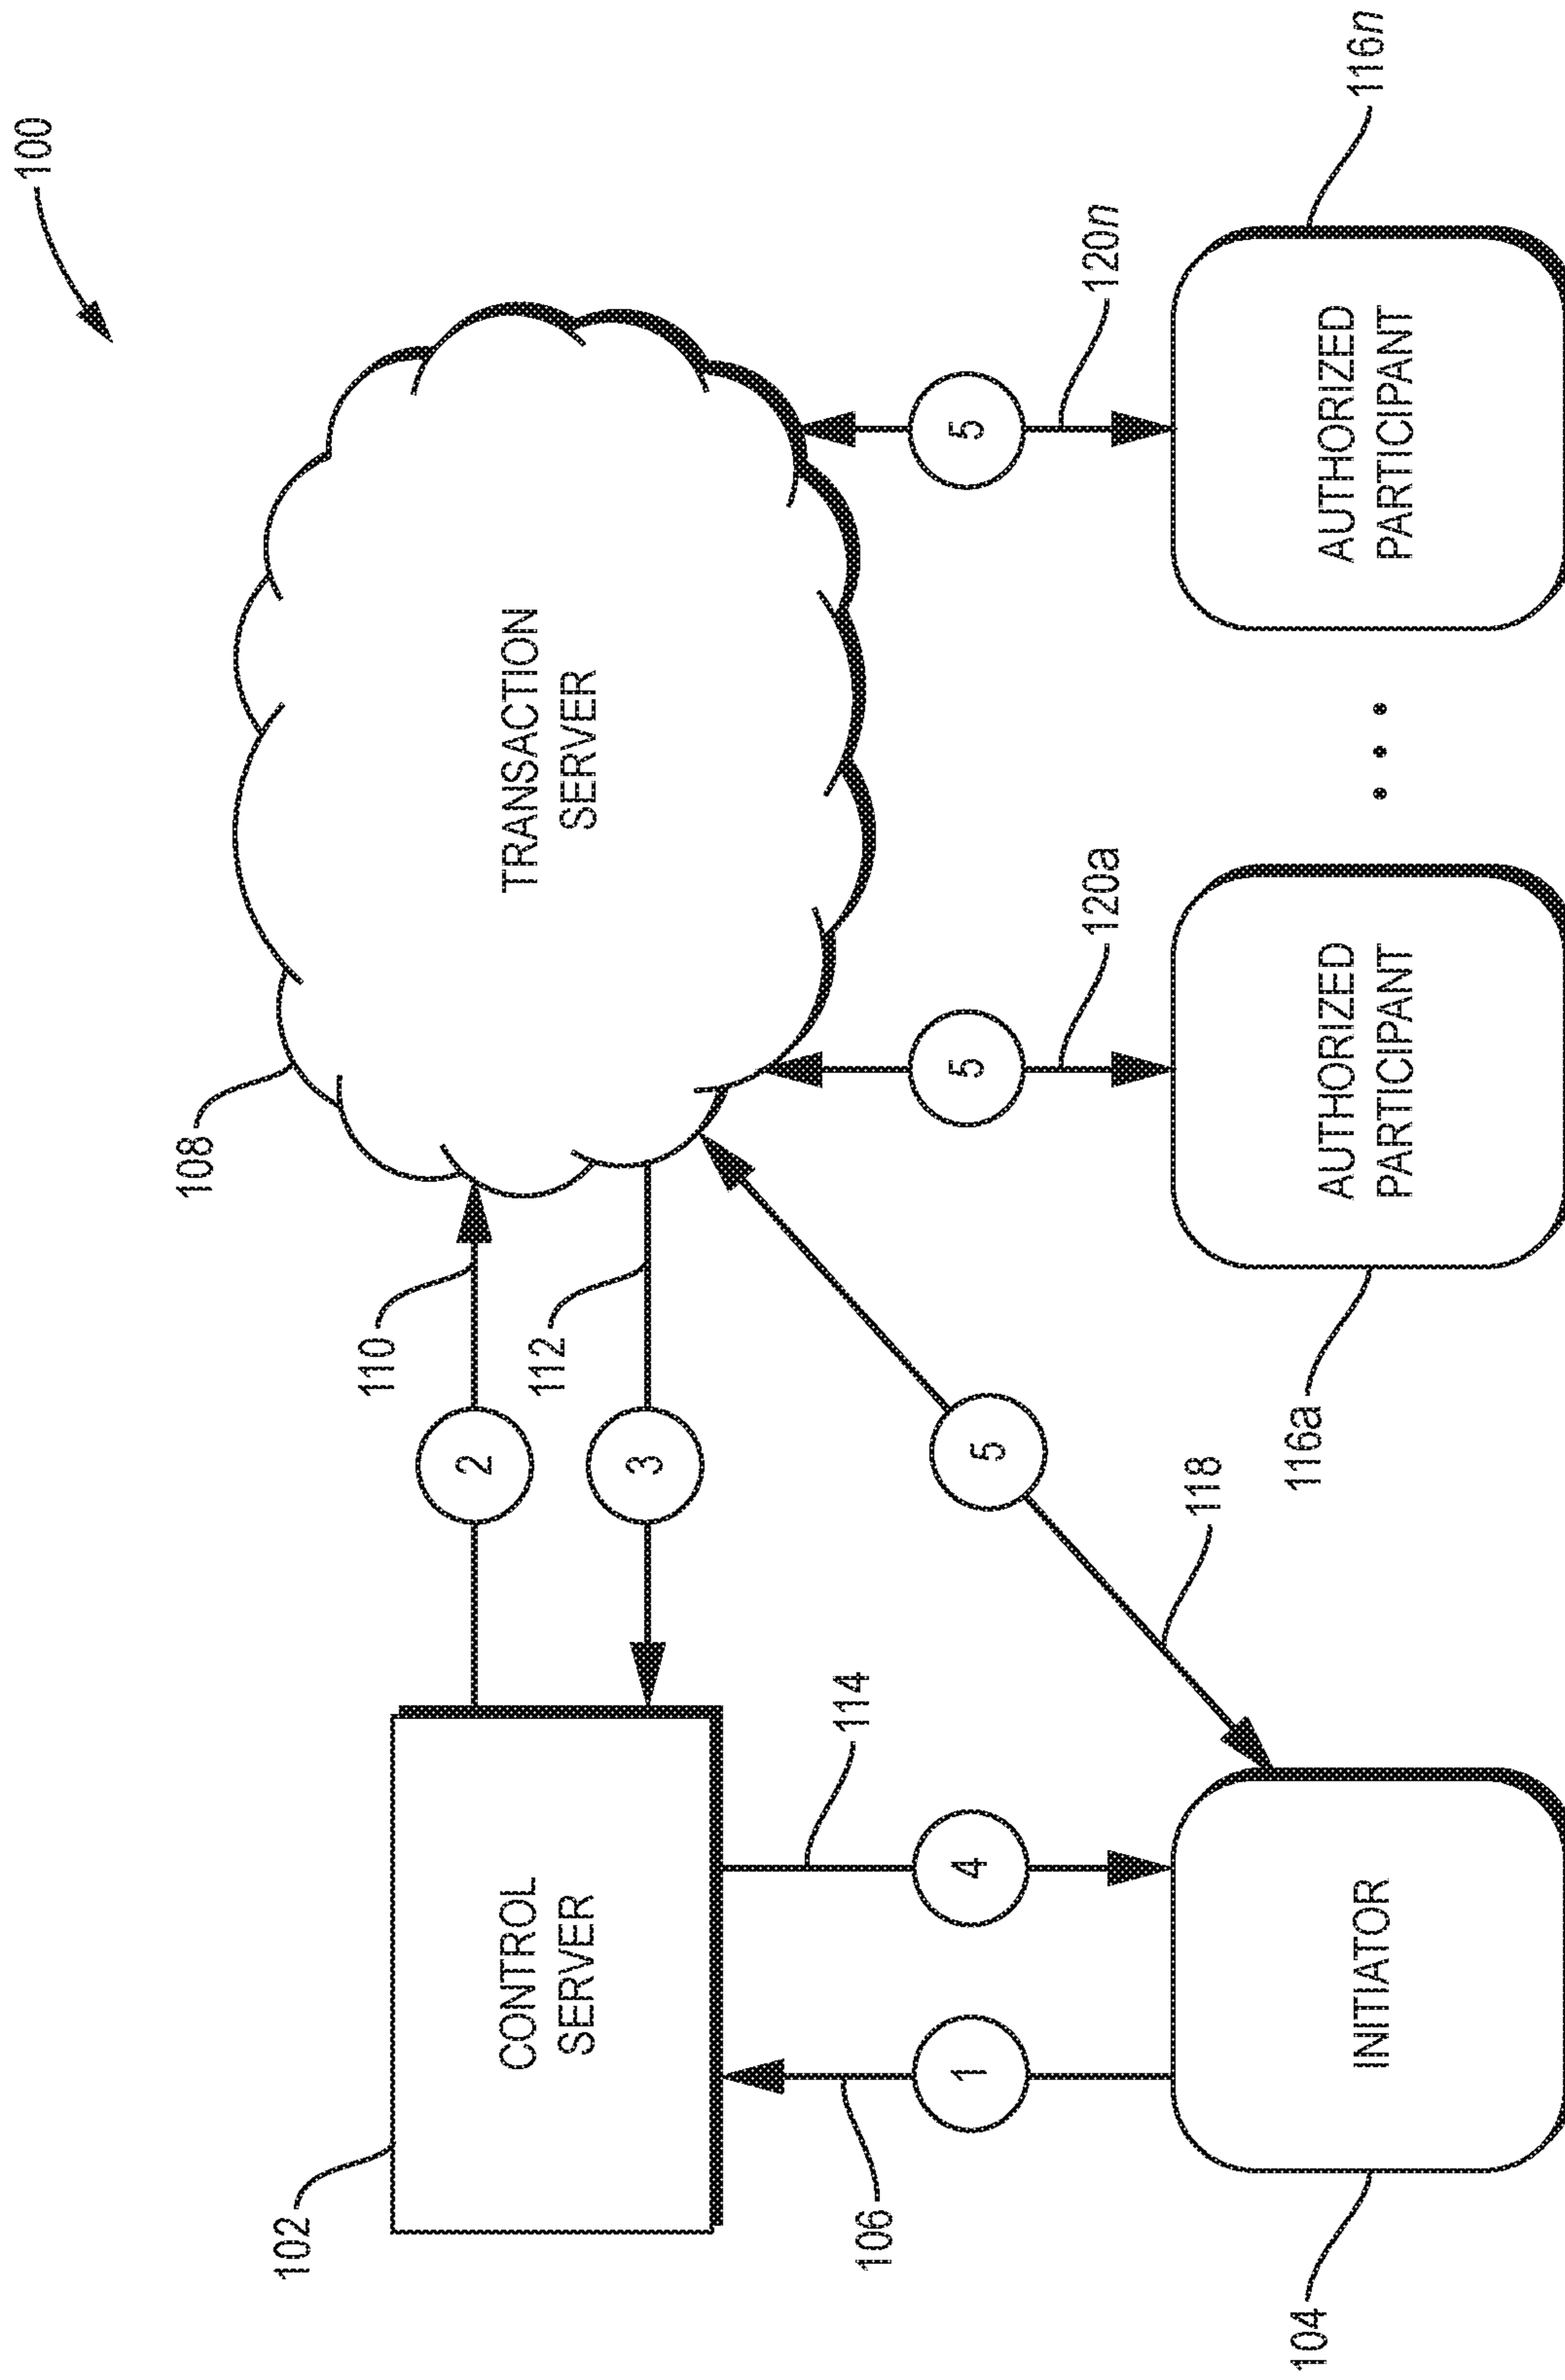 100
108
TRANSACTION
SERVER
102
CONTROL
SERVER
110
2
112
3
114
4
106
1
5
118
5
120a
5
120n
104
INITIATOR
116a
AUTHORIZED
PARTICIPANT
. . .
AUTHORIZED
PARTICIPANT
116n